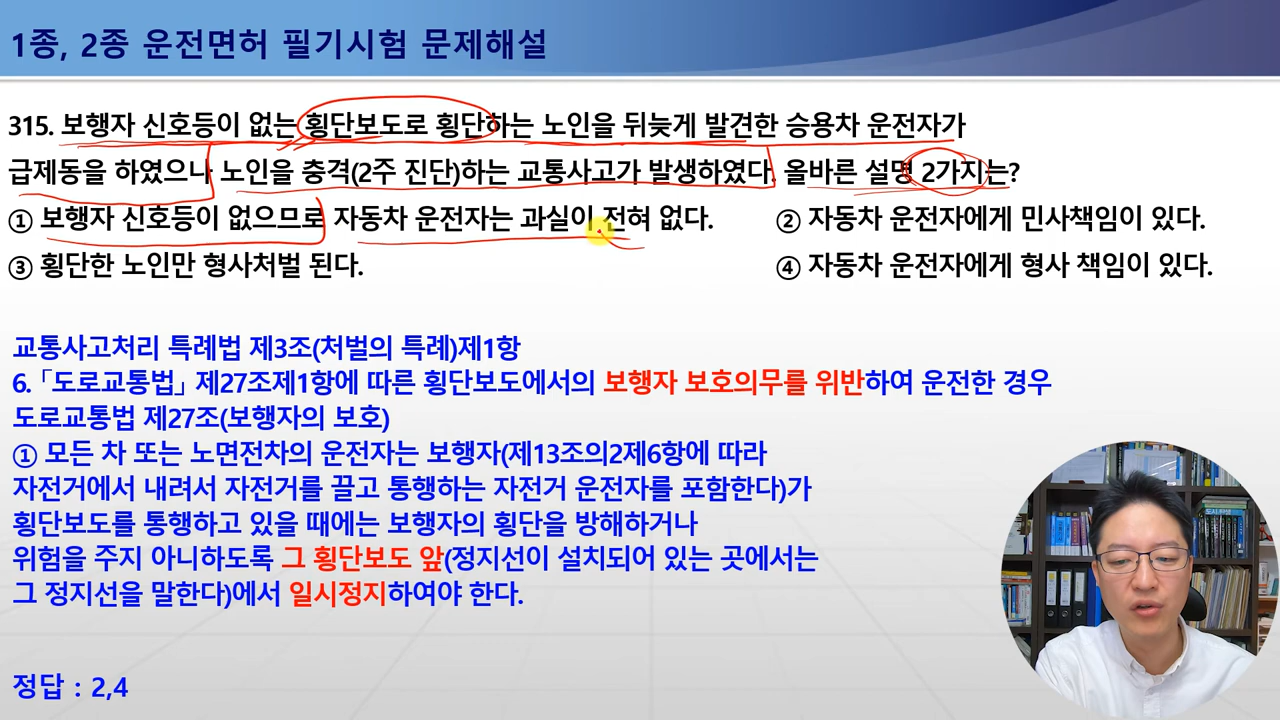 1종, 2종 운전면허 필기시험 문제해설
315. 보행자 신호등이 없는 횡단보도로 횡단하는 노인을 뒤늦게 발견한 승용차 운전자가
급제동을 하였으나 노인을 충격(2주 진단)하는 교통사고가 발생하였다. 올바른 설명 2가지는?
① 보행자 신호등이 없으므로 자동차 운전자는 과실이 전혀 없다. ② 자동차 운전자에게 민사책임이 있다.
③ 횡단한 노인만 형사처벌 된다. ④ 자동차 운전자에게 형사 책임이 있다.
교통사고처리 특례법 제3조(처벌의 특례)제1항
6. 「도로교통법」 제27조제1항에 따른 횡단보도에서의 보행자 보호의무를 위반하여 운전한 경우
도로교통법 제27조(보행자의 보호)
① 모든 차 또는 노면전차의 운전자는 보행자(제13조의2제6항에 따라
자전거에서 내려서 자전거를 끌고 통행하는 자전거 운전자를 포함한다)가
횡단보도를 통행하고 있을 때에는 보행자의 횡단을 방해하거나
위험을 주지 아니하도록 그 횡단보도 앞(정지선이 설치되어 있는 곳에서는
그 정지선을 말한다)에서 일시정지하여야 한다.
정답 : 2,4